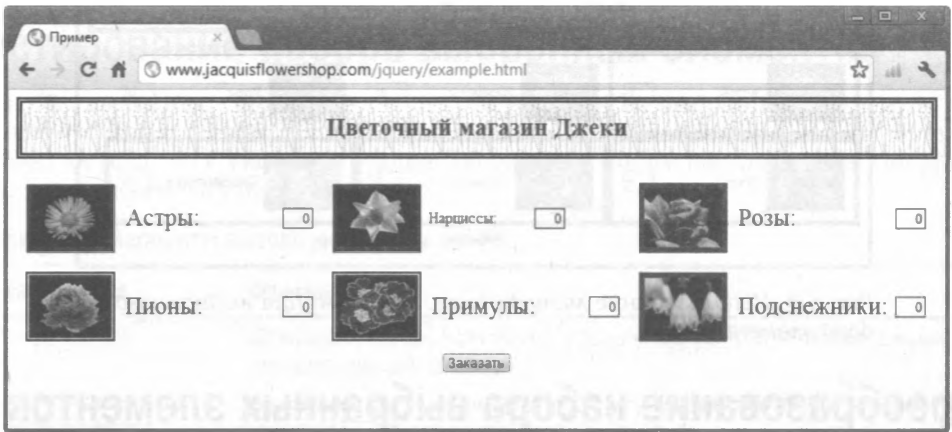 Пример
www.jacquisflowershop.com/jquery/example.html
Цветочный магазин Джеки
Астры: 0 Нарциссы: 0 Розы: 0
Пионы: 0 Примулы: 0 Подснежники: 0
Заказать